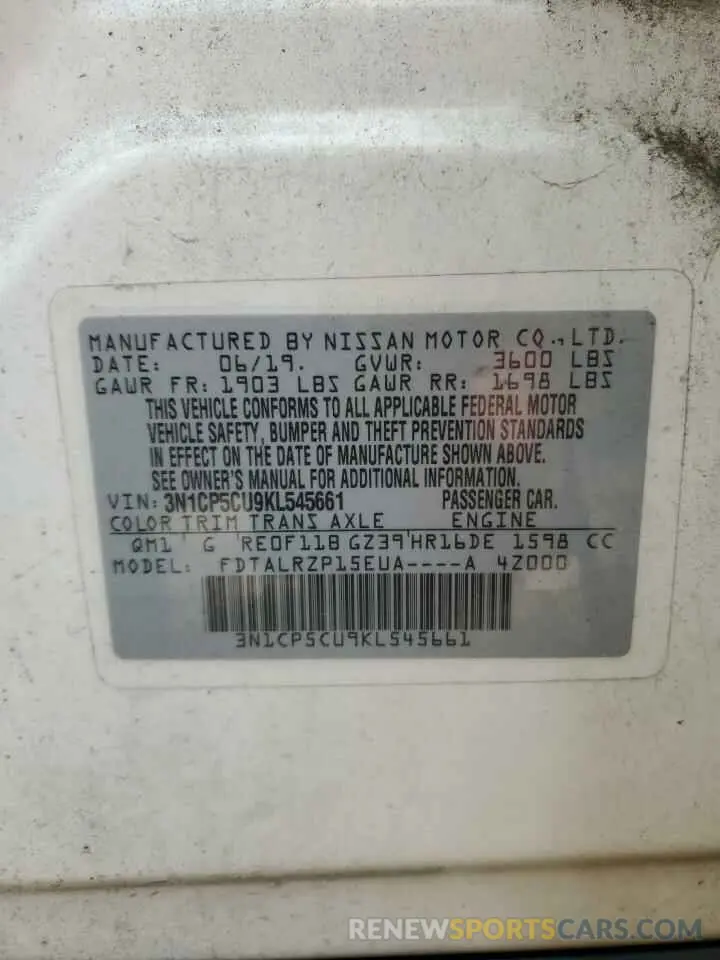 MANUFACTURED BY NISSAN MOTOR CO., LTD.
DATE: 06/19. GVWR: 3600 LBS
GAWR FR: 1903 LBS GAWR RR: 1698 LBS
THIS VEHICLE CONFORMS TO ALL APPLICABLE FEDERAL MOTOR
VEHICLE SAFETY, BUMPER AND THEFT PREVENTION STANDARDS
IN EFFECT ON THE DATE OF MANUFACTURE SHOWN ABOVE.
SEE OWNER'S MANUAL FOR ADDITIONAL INFORMATION.
VIN: 3N1CP5CU9KL545661 PASSENGER CAR.
COLOR TRIM TRANS AXLE ENGINE
QM1 G RE0F11B GZ39 HR16DE 1598 CC
MODEL: FDTALRZP15EUA----A 4Z000
3N1CP5CU9KL545661
RENEWSPORTSCARS.COM